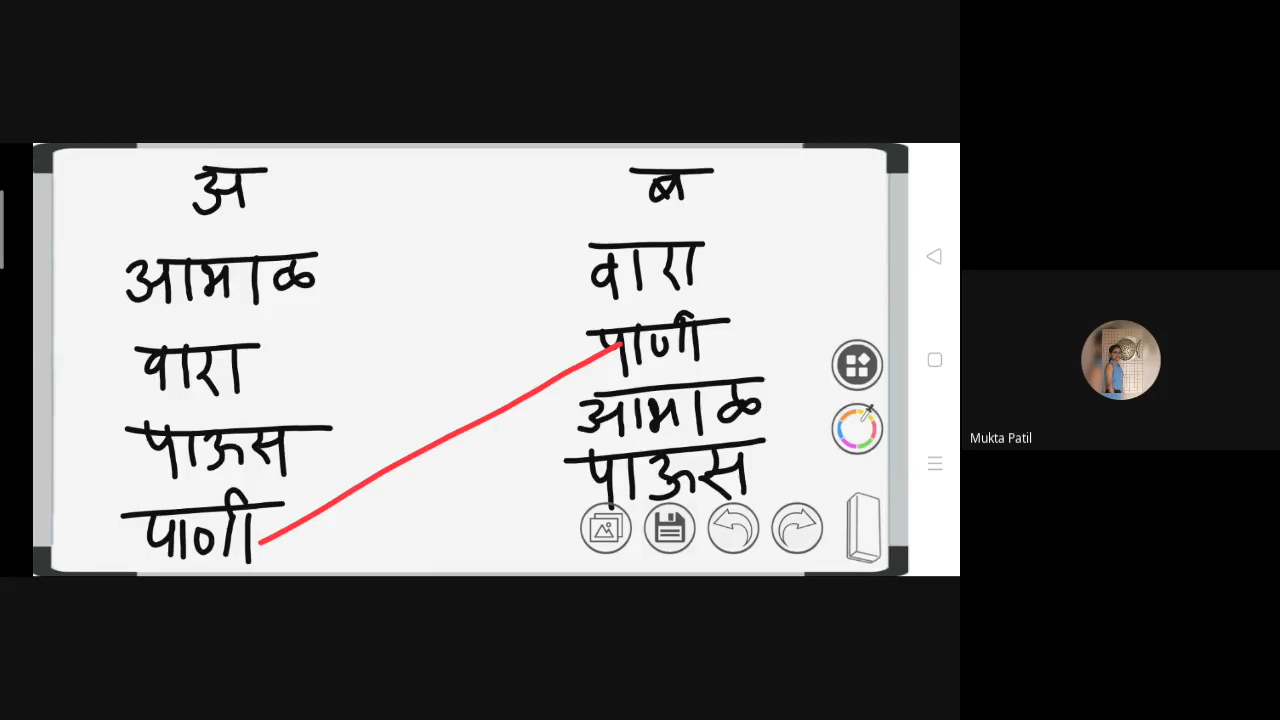 अ ब
आभाळ वारा
वारा पाणी
पाऊस आभाळ
पाणी पाऊस
Mukta Patil